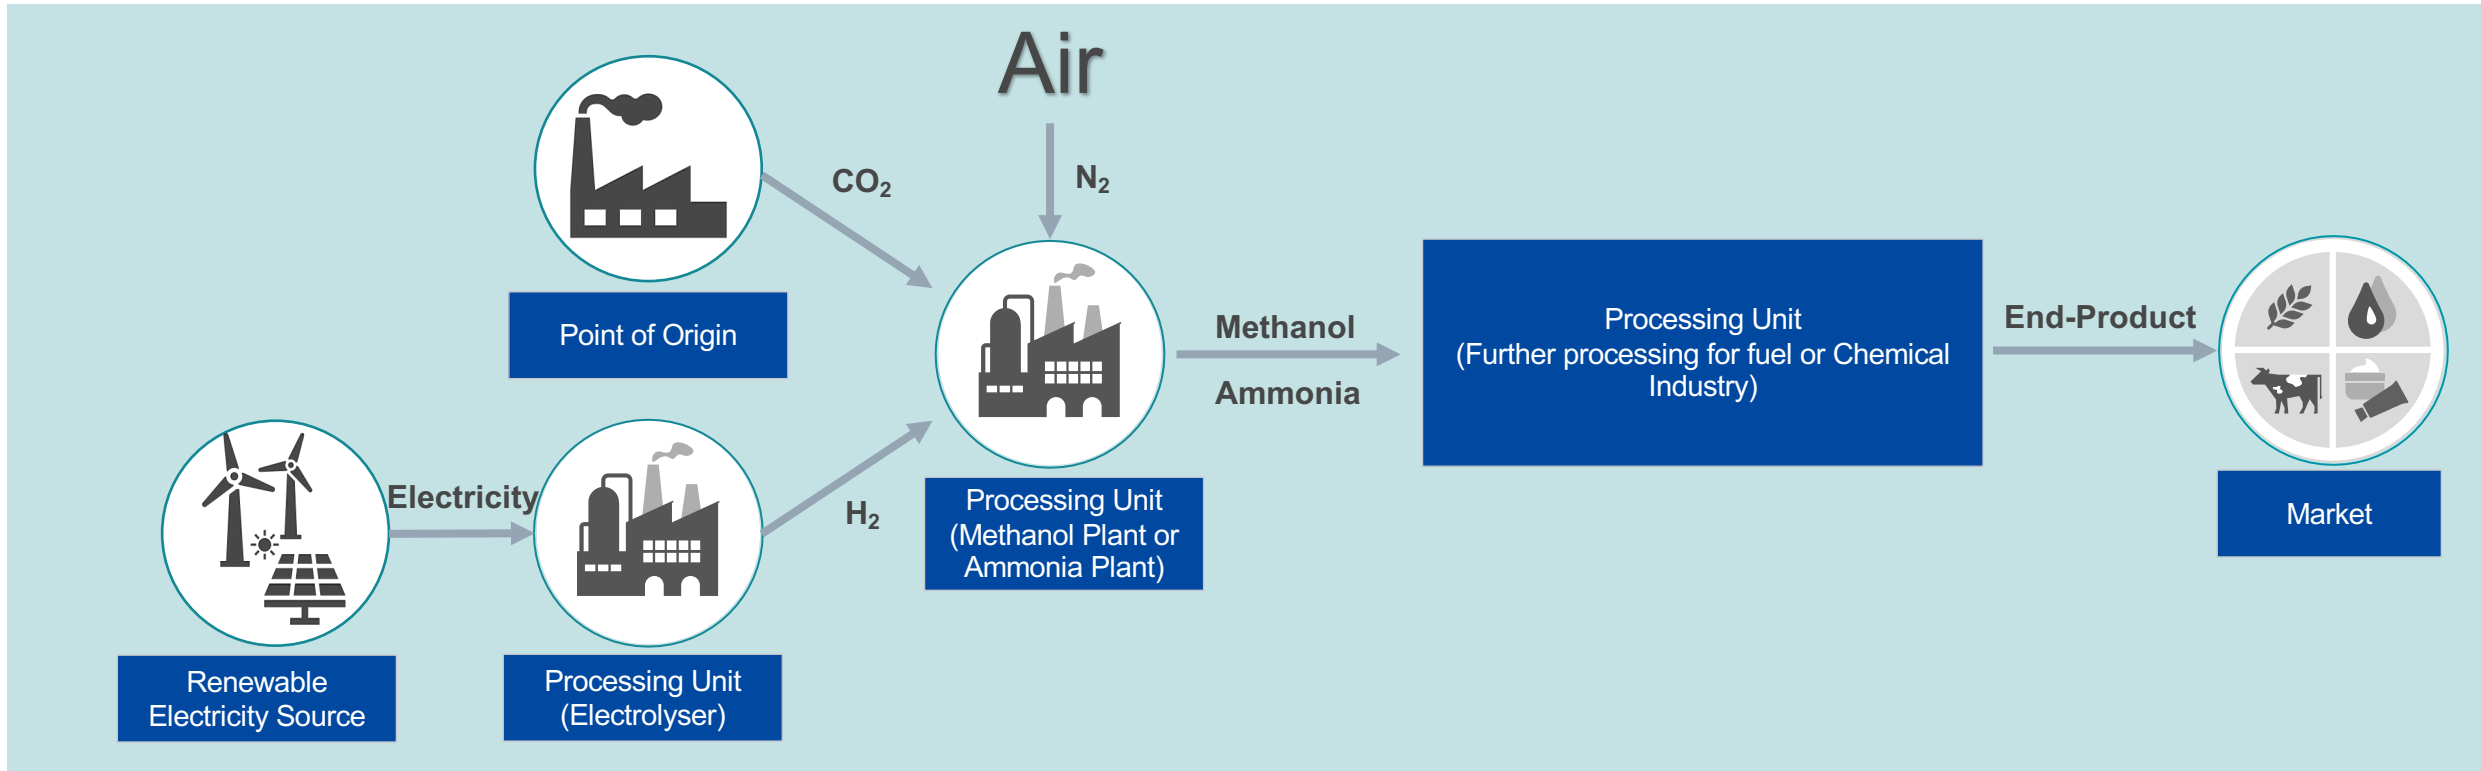 Air
CO₂
N₂
Point of Origin
Methanol
Ammonia
Processing Unit
(Further processing for fuel or Chemical
Industry)
End-Product
Electricity
H₂
Processing Unit
(Methanol Plant or
Ammonia Plant)
Market
Renewable
Electricity Source
Processing Unit
(Electrolyser)